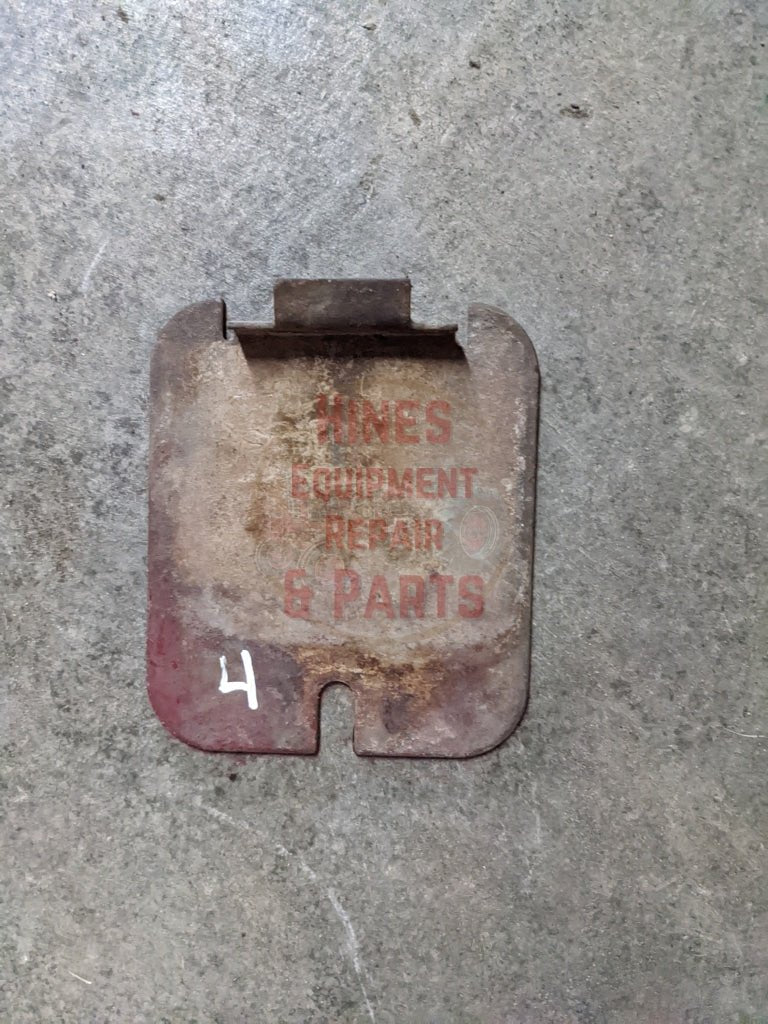 Hines
Equipment
Repair
& Parts
4